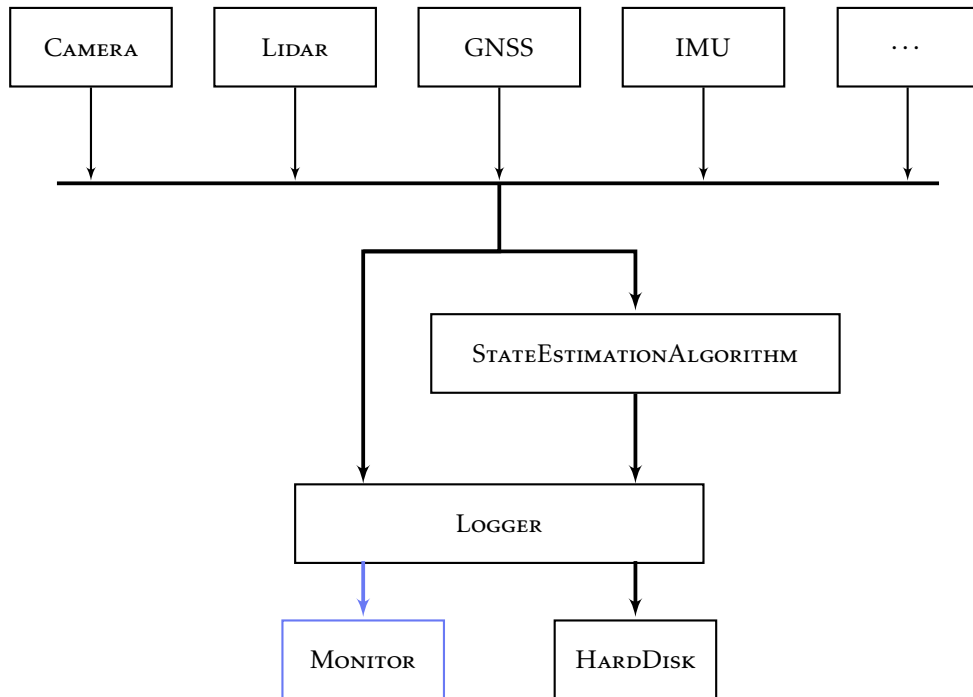 Camera
Lidar
GNSS
IMU
...
StateEstimationAlgorithm
Logger
Monitor
HardDisk